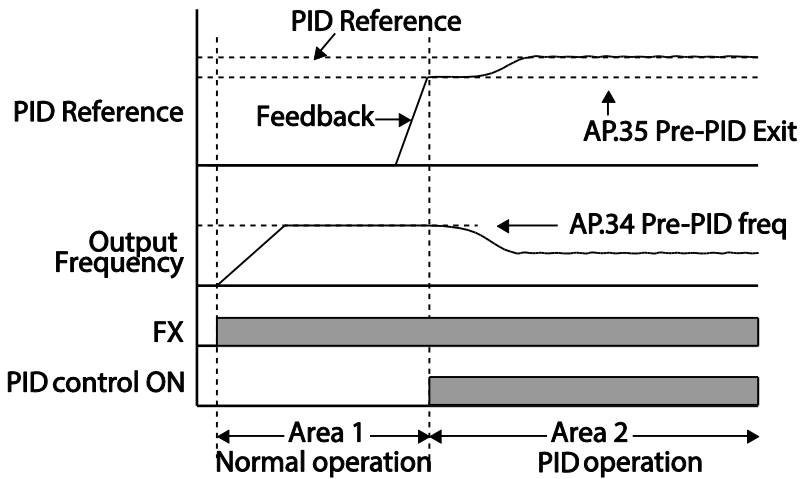 PID Reference
PID Reference
Feedback
AP.35 Pre-PID Exit
AP.34 Pre-PID freq
Output
Frequency
FX
PID control ON
Area 1
Area 2
Normal operation
PID operation